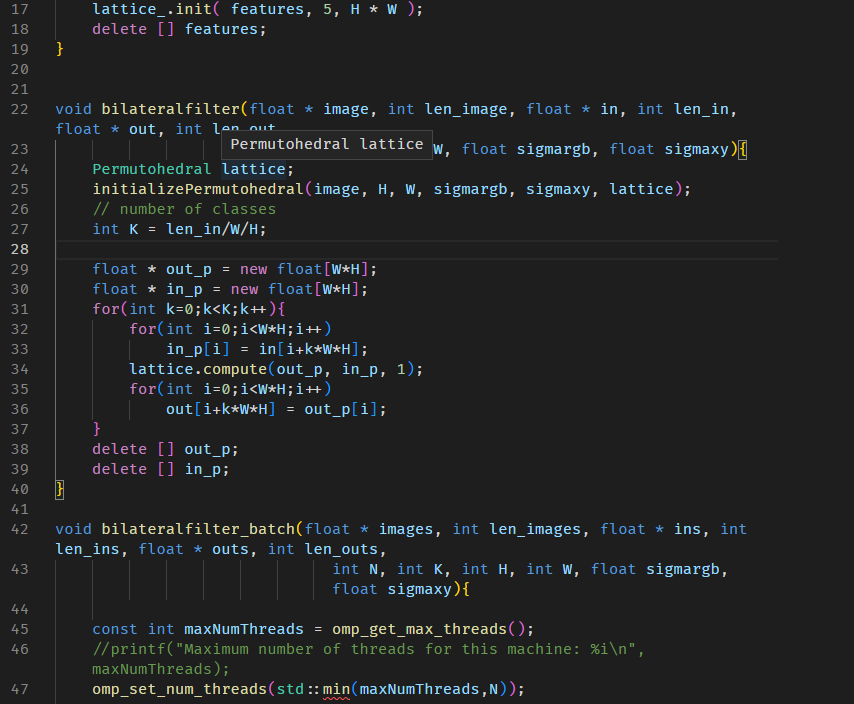 17 lattice_.init( features, 5, H * W );
18 delete [] features;
19 }
20
21
22 void bilateralfilter(float * image, int len_image, float * in, int len_in,
float * out, int len_out,
Permutohedral lattice
23 W, float sigmargb, float sigmaxy){
24 Permutohedral lattice;
25 initializePermutohedral(image, H, W, sigmargb, sigmaxy, lattice);
26 // number of classes
27 int K = len_in/W/H;
28
29 float * out_p = new float[W*H];
30 float * in_p = new float[W*H];
31 for(int k=0;k<K;k++){
32 for(int i=0;i<W*H;i++)
33 in_p[i] = in[i+k*W*H];
34 lattice.compute(out_p, in_p, 1);
35 for(int i=0;i<W*H;i++)
36 out[i+k*W*H] = out_p[i];
37 }
38 delete [] out_p;
39 delete [] in_p;
40 }
41
42 void bilateralfilter_batch(float * images, int len_images, float * ins, int
len_ins, float * outs, int len_outs,
43 int N, int K, int H, int W, float sigmargb,
float sigmaxy){
44
45 const int maxNumThreads = omp_get_max_threads();
46 //printf("Maximum number of threads for this machine: %i\n",
maxNumThreads);
47 omp_set_num_threads(std::min(maxNumThreads,N));